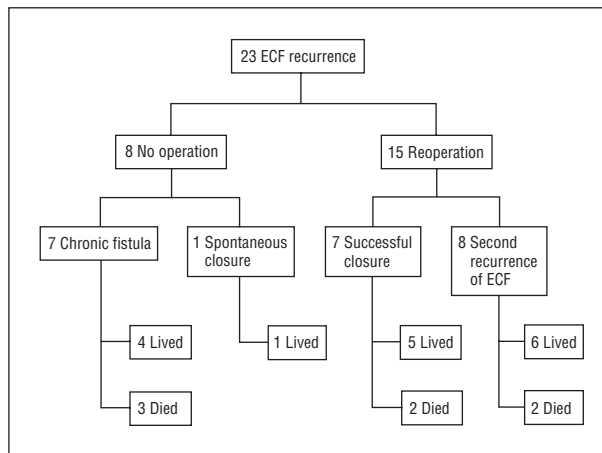 23 ECF recurrence
8 No operation
15 Reoperation
7 Chronic fistula
1 Spontaneous
closure
7 Successful
closure
8 Second
recurrence
of ECF
4 Lived
1 Lived
5 Lived
6 Lived
3 Died
2 Died
2 Died